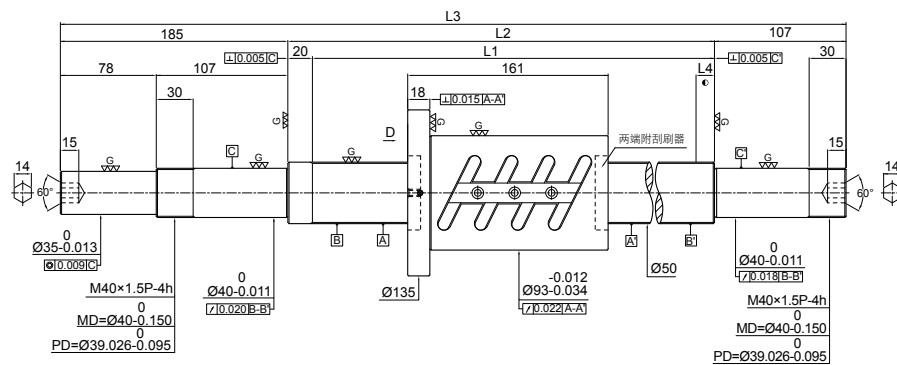 L3
185
L2
107
⊥ 0.005 C
20
L1
⊥ 0.005 C'
78
107
161
L4
30
30
18
⊥ 0.015 A-A'
G
G
G
D
G
15
G
C
G
G
两端附刮刷器
C'
G
15
14
60°
60°
14
B
A
A'
B'
0
Ø35-0.013
◎ 0.009 C
M40×1.5P-4h
0
MD=Ø40-0.150
0
PD=Ø39.026-0.095
0
Ø40-0.011
↗ 0.020 B-B'
Ø135
-0.012
Ø93-0.034
↗ 0.022 A-A'
Ø50
0
Ø40-0.011
↗ 0.018 B-B'
M40×1.5P-4h
0
MD=Ø40-0.150
0
PD=Ø39.026-0.095